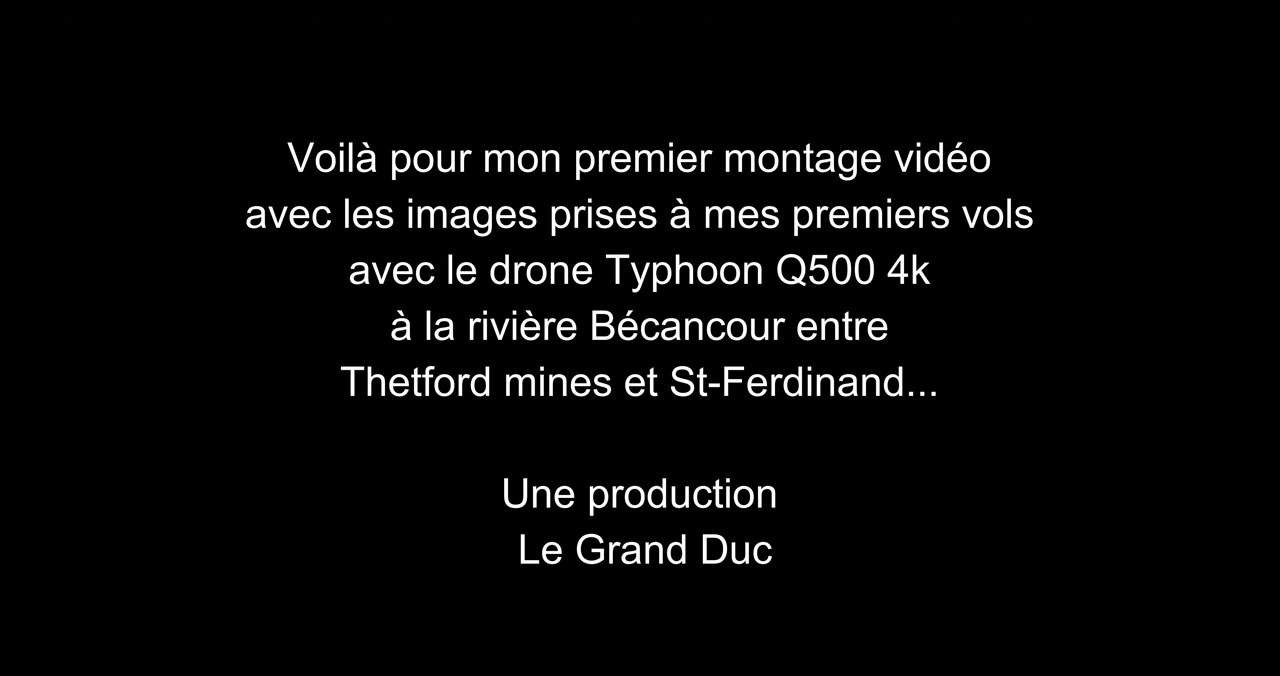 Voilà pour mon premier montage vidéo
avec les images prises à mes premiers vols
avec le drone Typhoon Q500 4k
à la rivière Bécancour entre
Thetford mines et St-Ferdinand...
Une production
Le Grand Duc